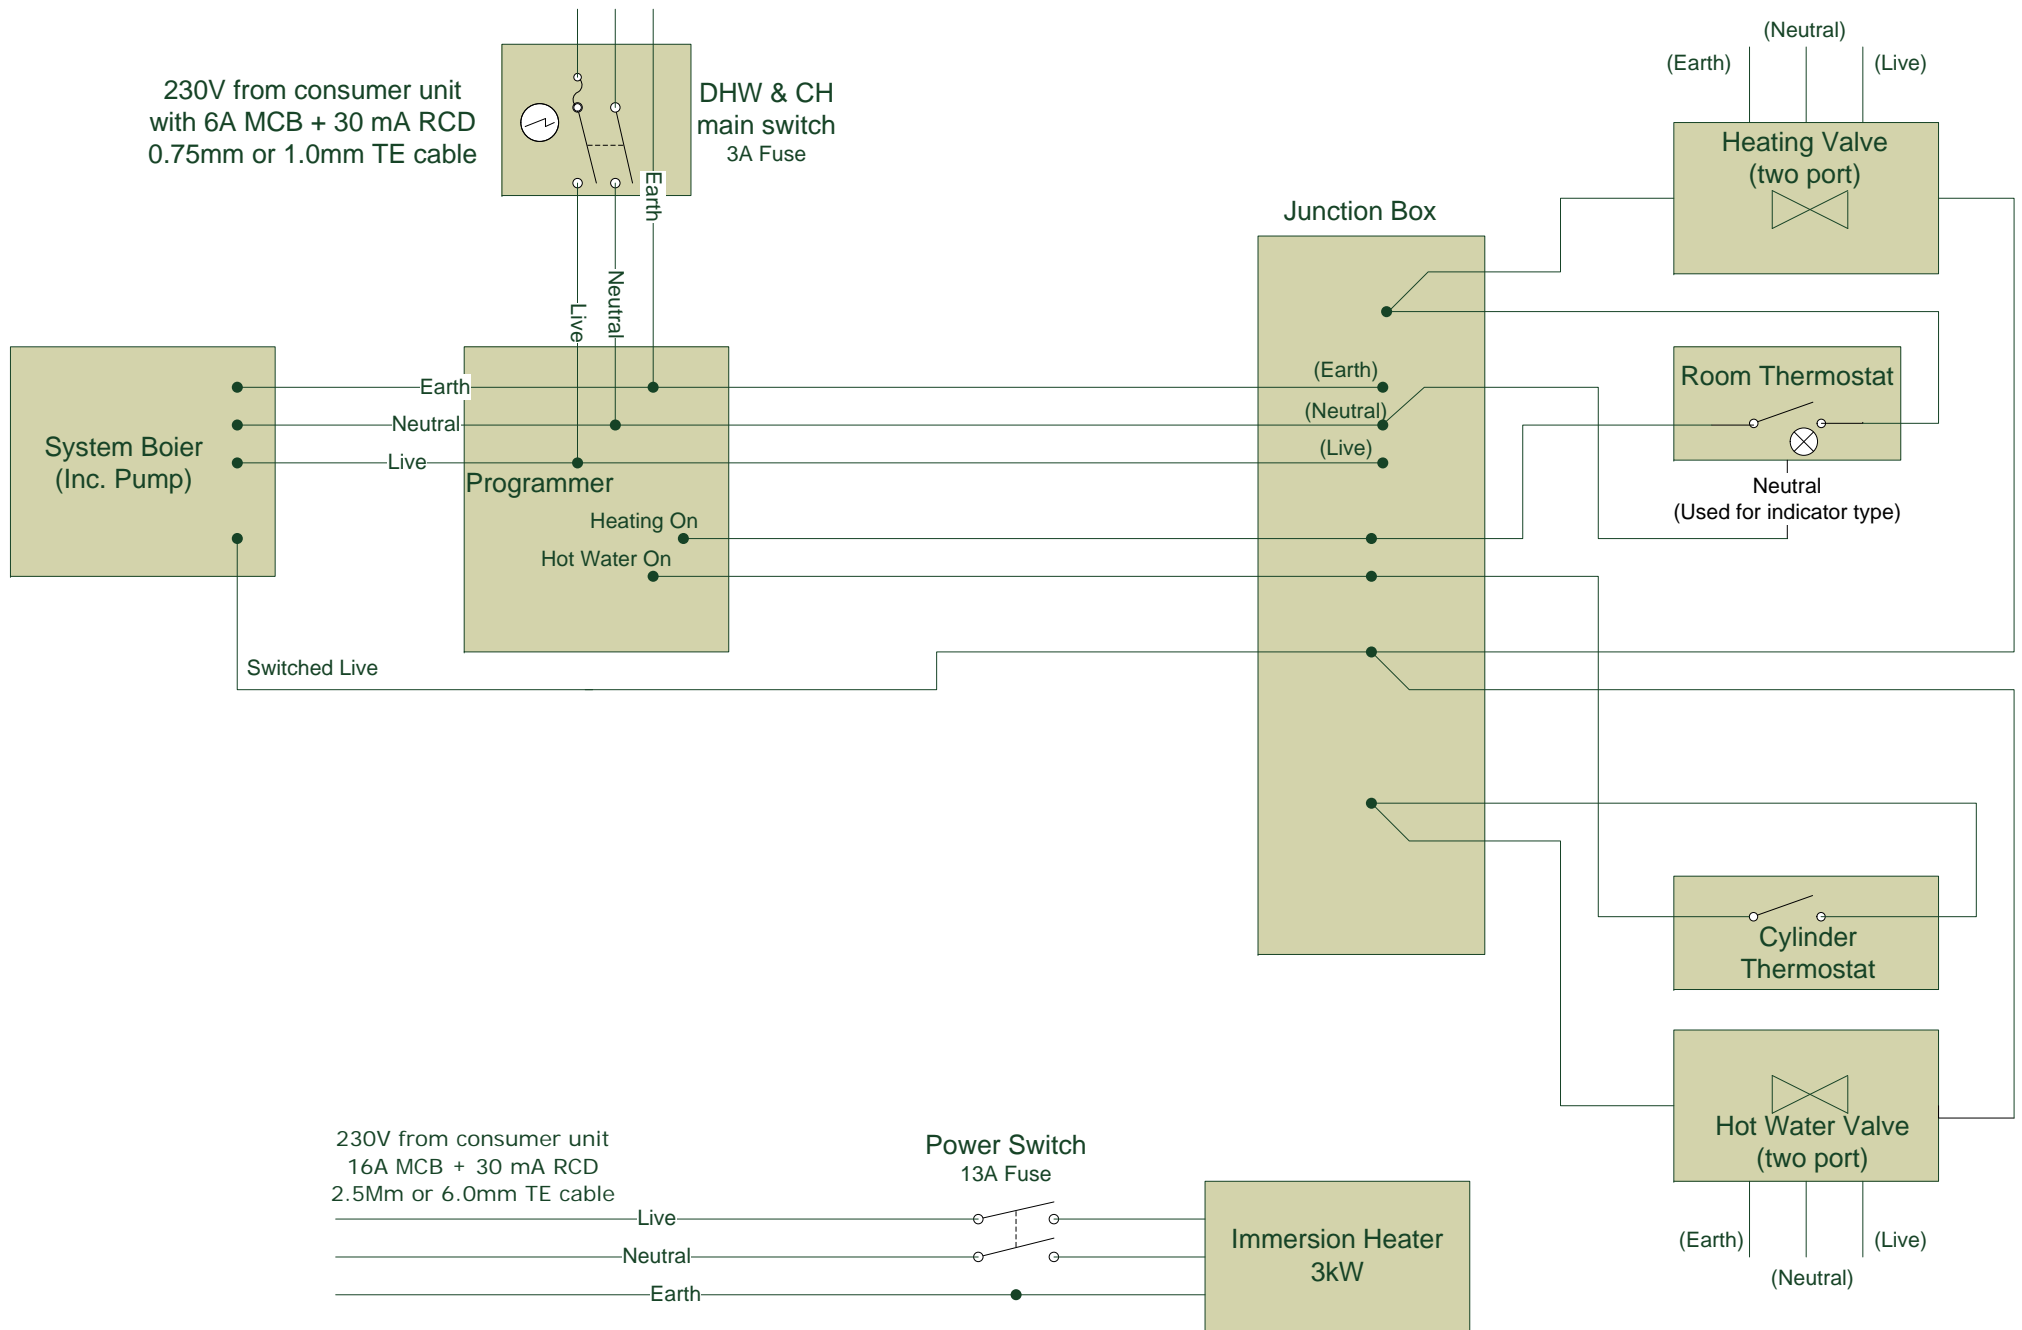 230V from consumer unit
with 6A MCB + 30 mA RCD
0.75mm or 1.0mm TE cable
DHW & CH
main switch
3A Fuse
Earth
Neutral
Live
(Neutral)
(Earth)
(Live)
Heating Valve
(two port)
Junction Box
System Boier
(Inc. Pump)
Earth
Neutral
Live
Programmer
Heating On
Hot Water On
Switched Live
(Earth)
(Neutral)
(Live)
Room Thermostat
Neutral
(Used for indicator type)
Cylinder
Thermostat
Hot Water Valve
(two port)
(Earth)
(Live)
(Neutral)
230V from consumer unit
16A MCB + 30 mA RCD
2.5Mm or 6.0mm TE cable
Power Switch
13A Fuse
Live
Neutral
Earth
Immersion Heater
3kW